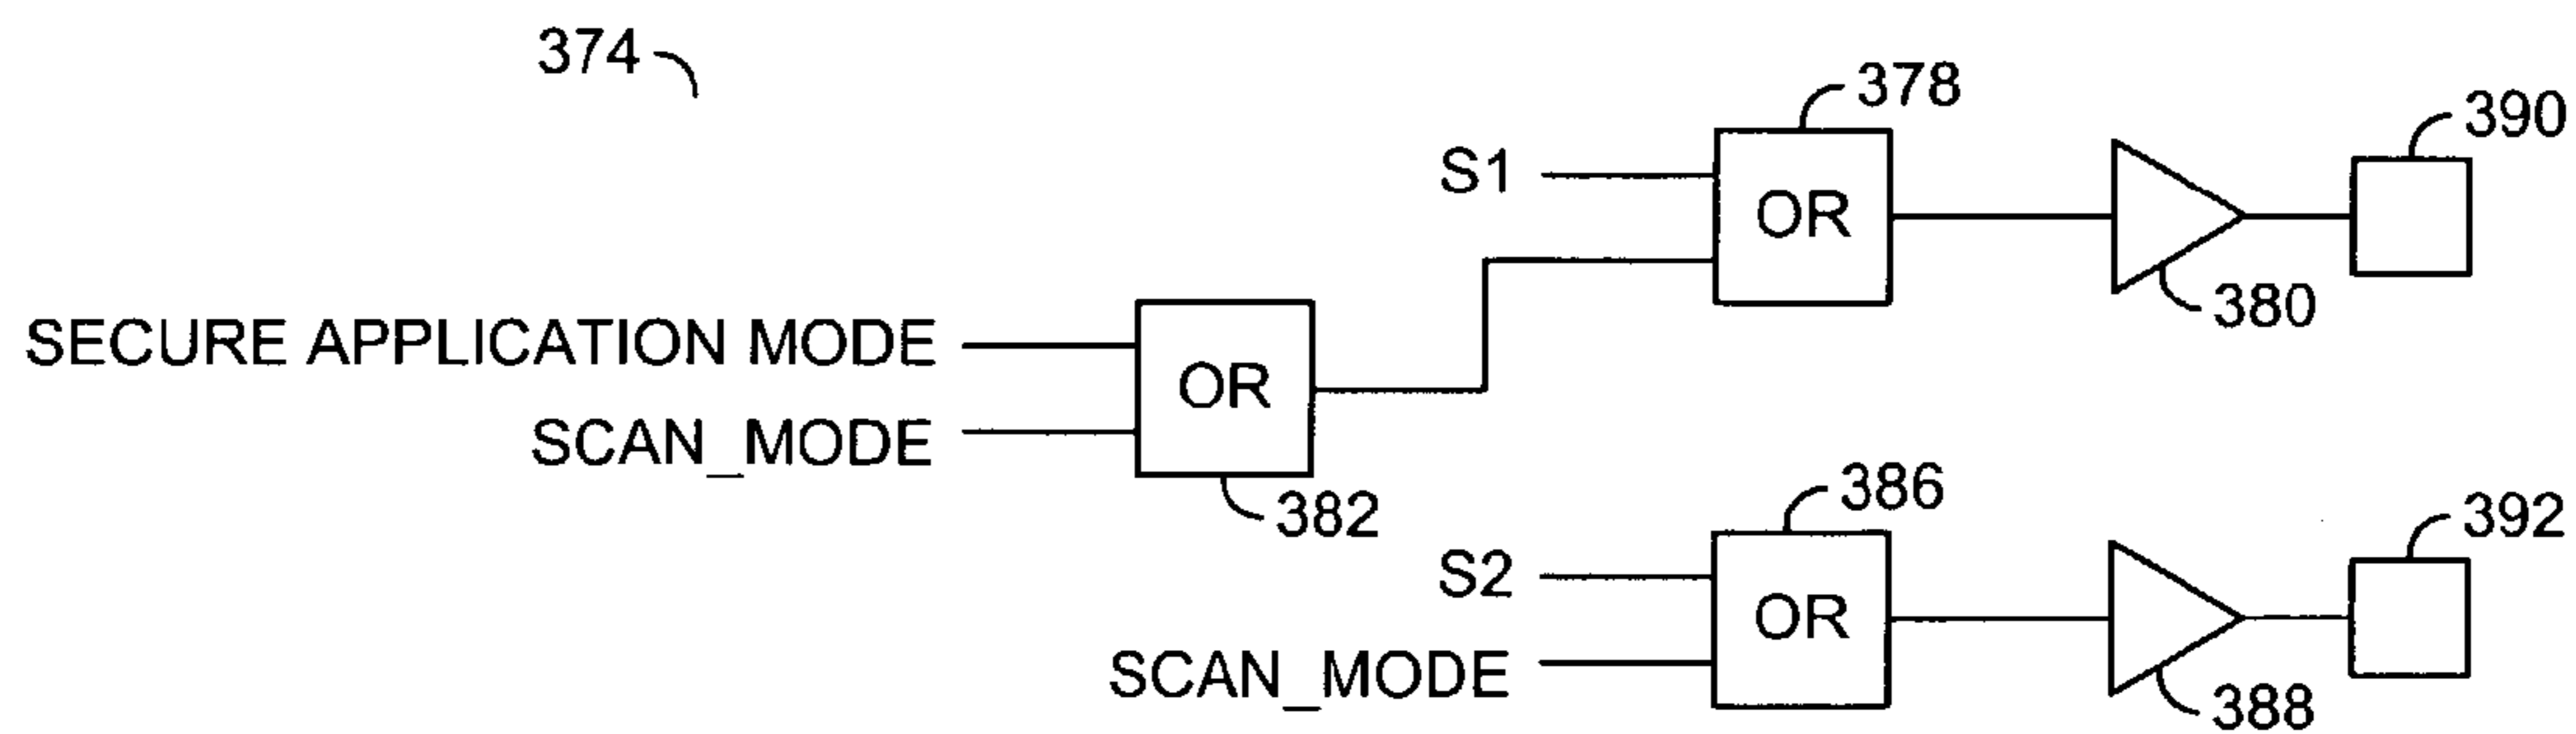 374
378
390
S1
OR
380
SECURE APPLICATION MODE
OR
SCAN_MODE
382
386
392
S2
OR
SCAN_MODE
388